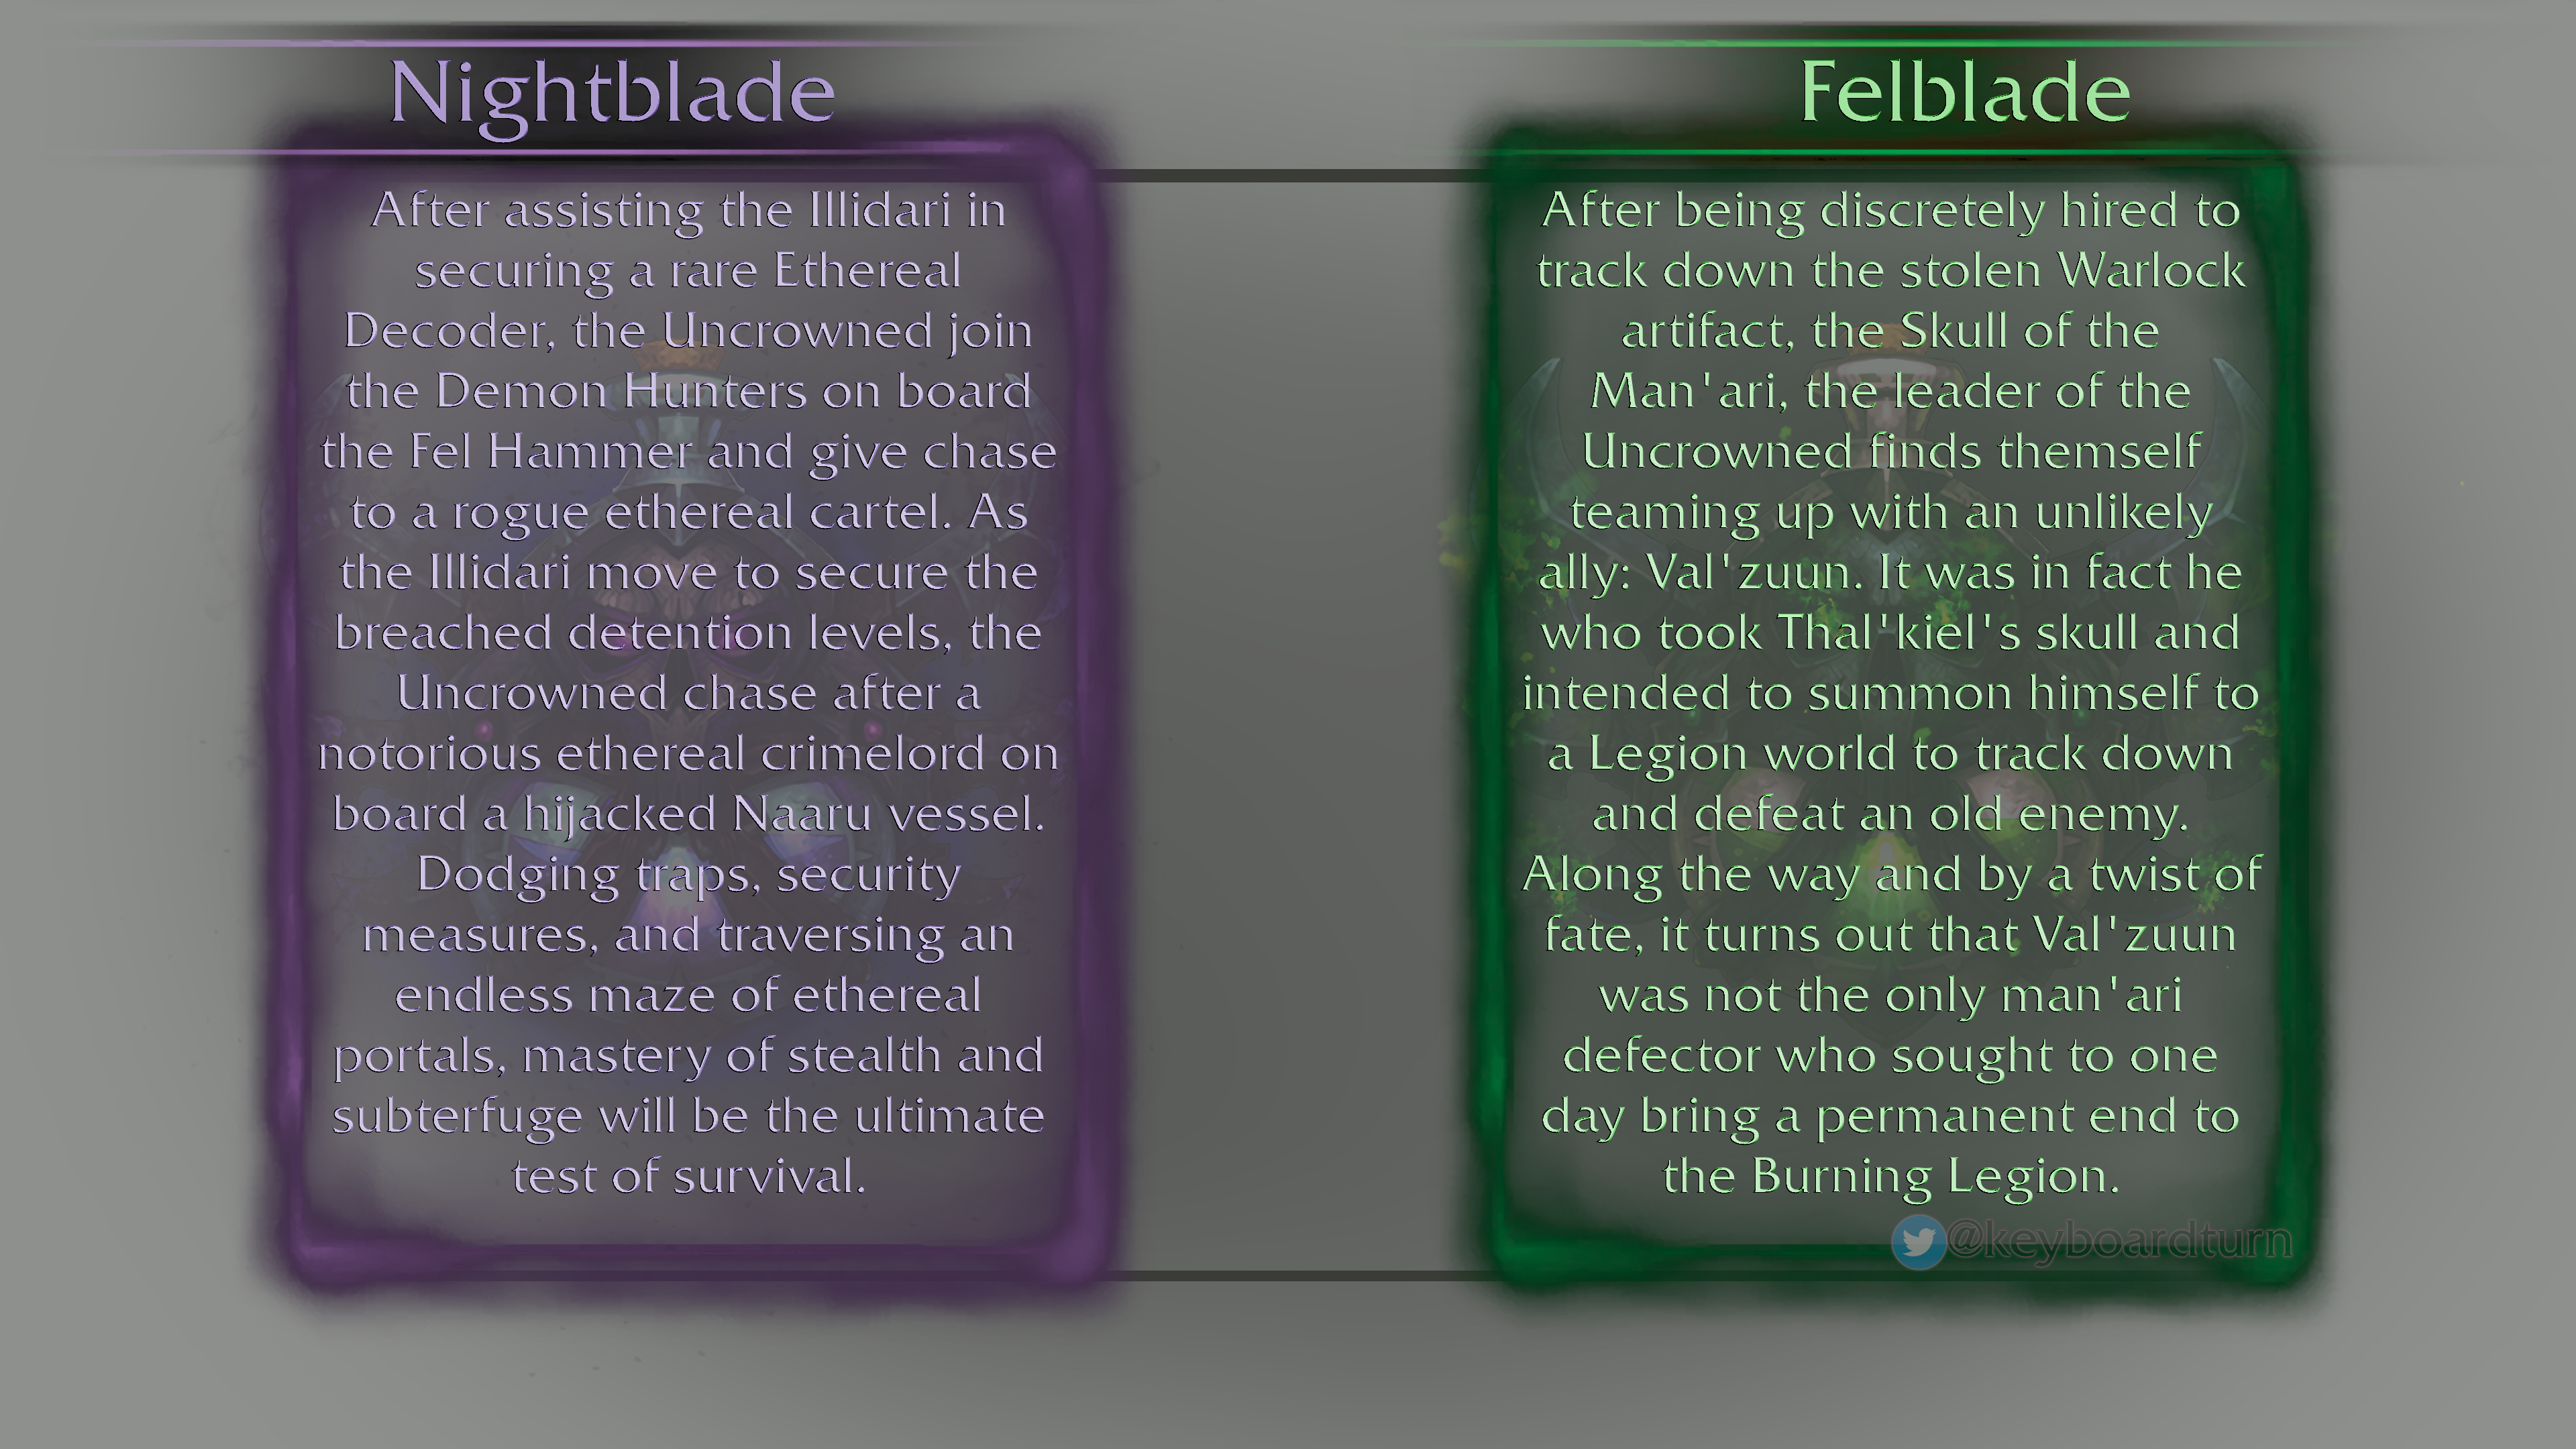 Nightblade
After assisting the Illidari in
securing a rare Ethereal
Decoder, the Uncrowned join
the Demon Hunters on board
the Fel Hammer and give chase
to a rogue ethereal cartel. As
the Illidari move to secure the
breached detention levels, the
Uncrowned chase after a
notorious ethereal crimelord on
board a hijacked Naaru vessel.
Dodging traps, security
measures, and traversing an
endless maze of ethereal
portals, mastery of stealth and
subterfuge will be the ultimate
test of survival.
Felblade
After being discretely hired to
track down the stolen Warlock
artifact, the Skull of the
Man'ari, the leader of the
Uncrowned finds themself
teaming up with an unlikely
ally: Val'zuun. It was in fact he
who took Thal'kiel's skull and
intended to summon himself to
a Legion world to track down
and defeat an old enemy.
Along the way and by a twist of
fate, it turns out that Val'zuun
was not the only man'ari
defector who sought to one
day bring a permanent end to
the Burning Legion.
@keyboardturn